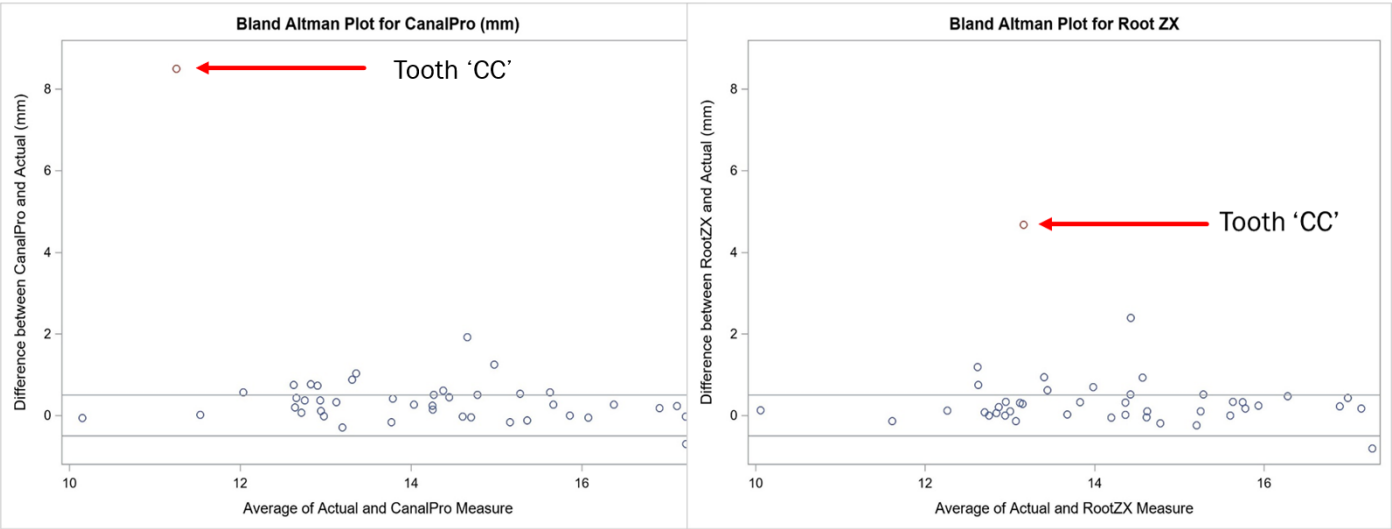 Bland Altman Plot for CanalPro (mm)
Difference between CanalPro and Actual (mm)
8
6
4
2
0
Tooth ‘CC’
10
12
14
16
Average of Actual and CanalPro Measure
Bland Altman Plot for Root ZX
Difference between RootZX and Actual (mm)
8
6
4
2
0
Tooth ‘CC’
10
12
14
16
Average of Actual and RootZX Measure